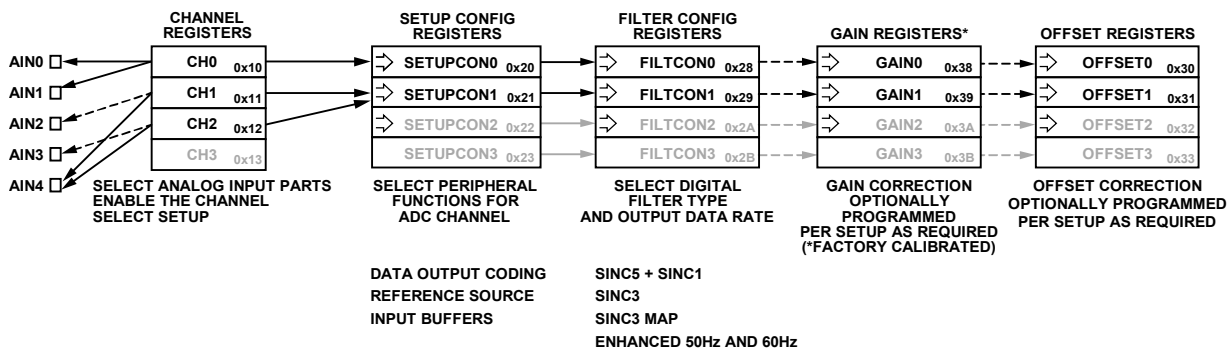 CHANNEL
REGISTERS
SETUP CONFIG
REGISTERS
FILTER CONFIG
REGISTERS
GAIN REGISTERS*
OFFSET REGISTERS
AIN0
CH0 0x10
SETUPCON0 0x20
FILTCON0 0x28
GAIN0 0x38
OFFSET0 0x30
AIN1
CH1 0x11
SETUPCON1 0x21
FILTCON1 0x29
GAIN1 0x39
OFFSET1 0x31
AIN2
CH2 0x12
SETUPCON2 0x22
FILTCON2 0x2A
GAIN2 0x3A
OFFSET2 0x32
AIN3
CH3 0x13
SETUPCON3 0x23
FILTCON3 0x2B
GAIN3 0x3B
OFFSET3 0x33
AIN4
SELECT ANALOG INPUT PARTS
ENABLE THE CHANNEL
SELECT SETUP
SELECT PERIPHERAL
FUNCTIONS FOR
ADC CHANNEL
SELECT DIGITAL
FILTER TYPE
AND OUTPUT DATA RATE
GAIN CORRECTION
OPTIONALLY
PROGRAMMED
PER SETUP AS REQUIRED
(*FACTORY CALIBRATED)
OFFSET CORRECTION
OPTIONALLY PROGRAMMED
PER SETUP AS REQUIRED
DATA OUTPUT CODING
REFERENCE SOURCE
INPUT BUFFERS
SINC5 + SINC1
SINC3
SINC3 MAP
ENHANCED 50Hz AND 60Hz